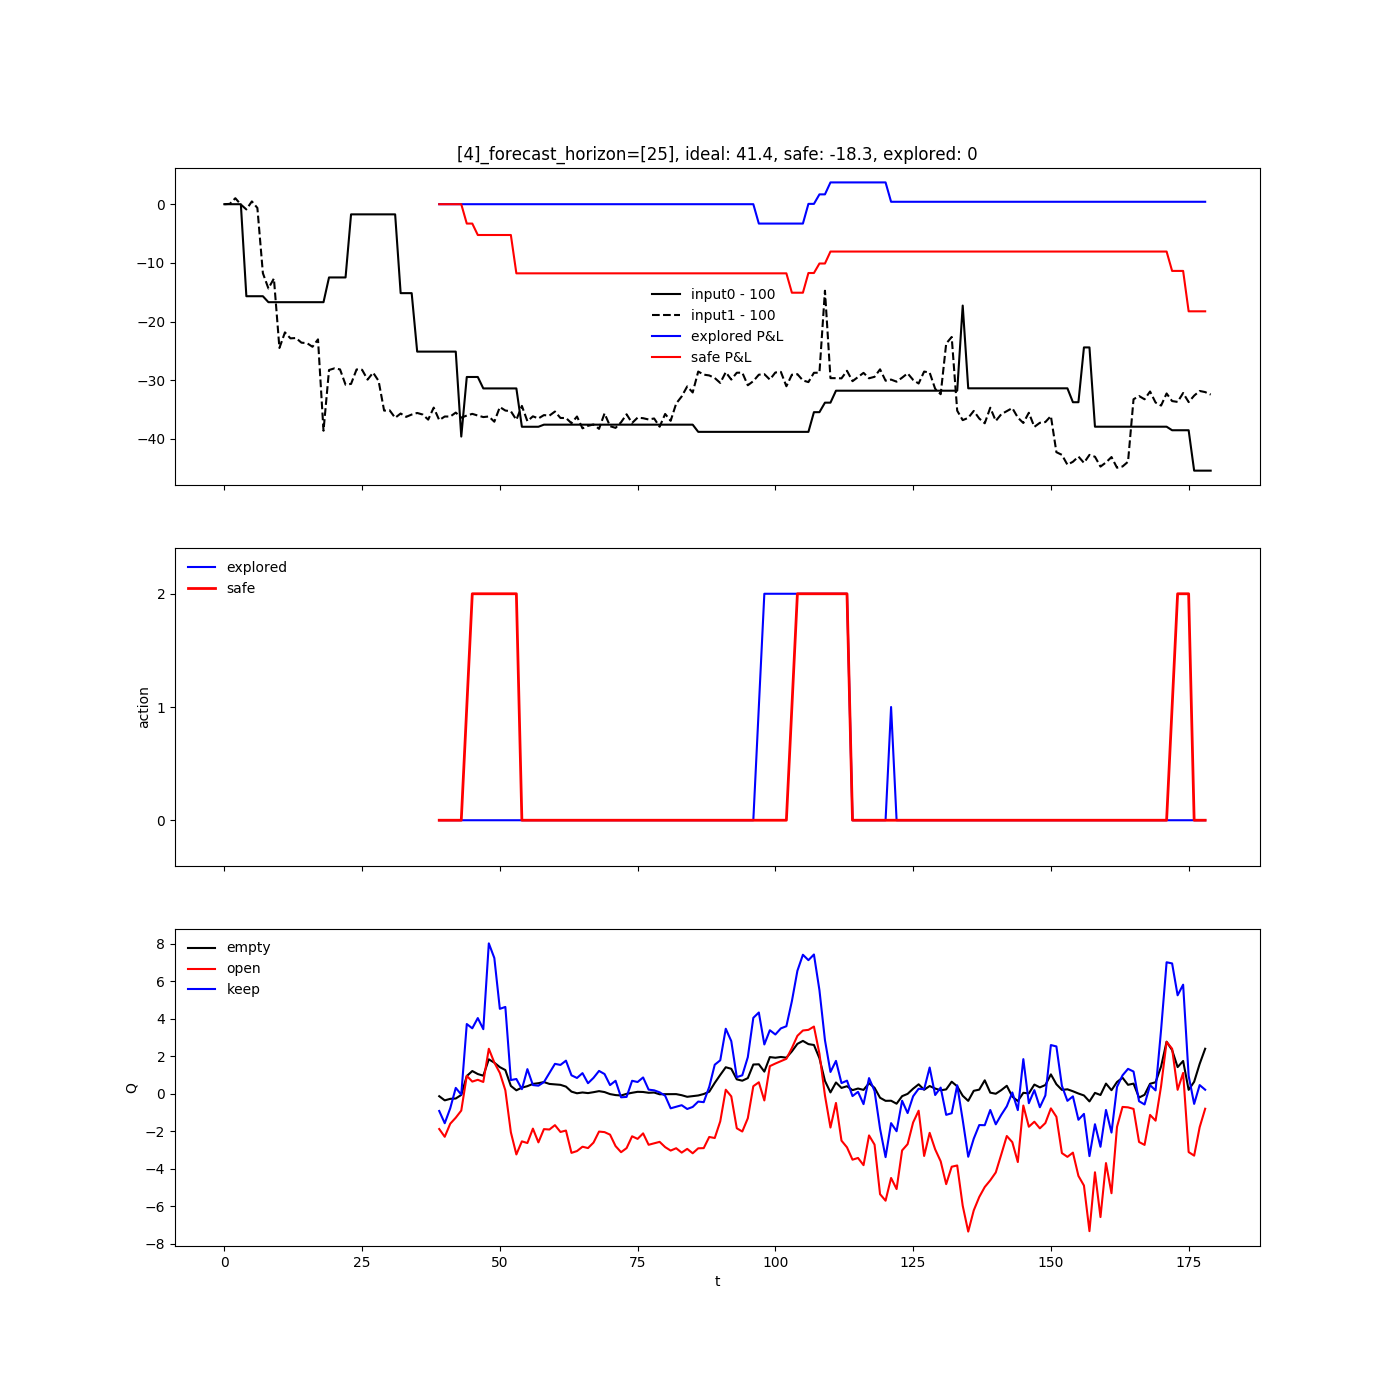 [4]_forecast_horizon=[25], ideal: 41.4, safe: -18.3, explored: 0
0
−10
−20
−30
−40
input0 - 100
input1 - 100
explored P&L
safe P&L
explored
safe
2
1
0
action
empty
open
keep
8
6
4
2
0
−2
−4
−6
−8
Q
0 25 50 75 100 125 150 175
t